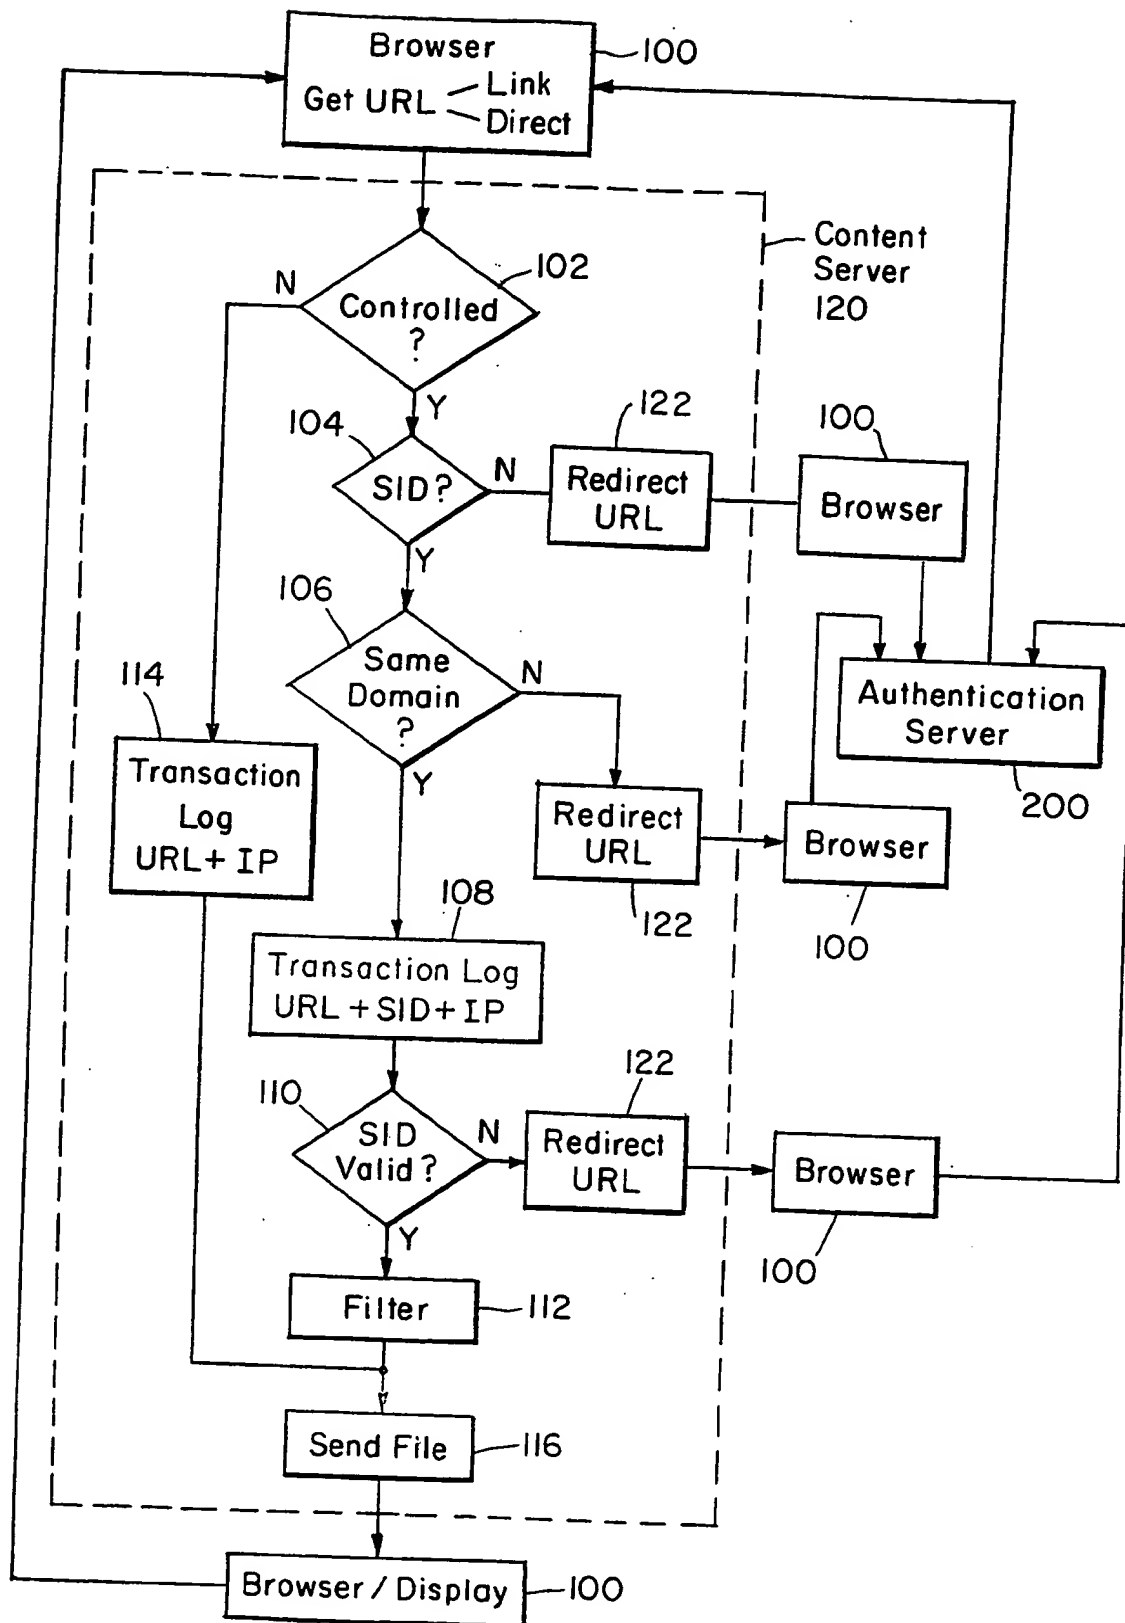 Browser
100
Get URL
Link
Direct
Content
Server
120
N
102
Controlled
?
Y
104
SID?
N
122
Redirect
URL
100
Browser
Y
106
Same
Domain
?
N
Y
114
Transaction
Log
URL+ IP
Authentication
Server
200
Redirect
URL
122
Browser
100
108
Transaction Log
URL + SID + IP
110
SID
Valid?
N
122
Redirect
URL
Browser
100
Y
Filter
112
Send File
116
Browser / Display
100